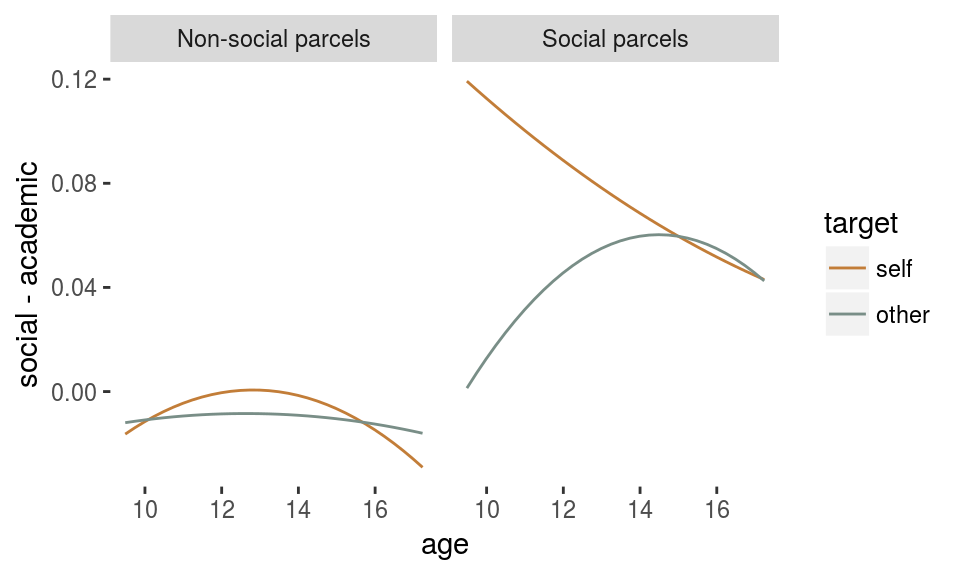 Non-social parcels
Social parcels
0.12
0.08
0.04
0.00
social - academic
10 12 14 16
10 12 14 16
age
target
self
other